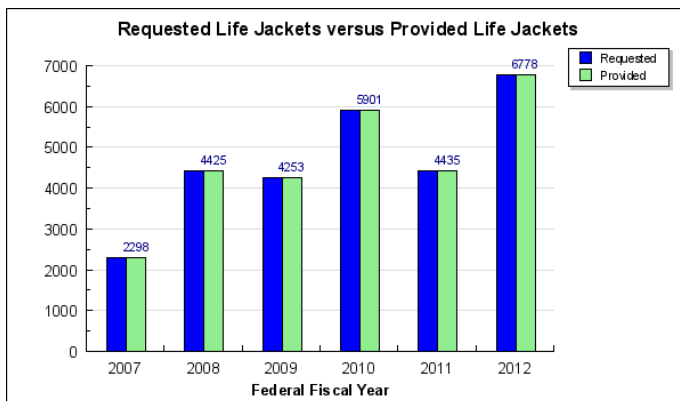 Requested Life Jackets versus Provided Life Jackets
Requested
Provided
7000
6000
5000
4000
3000
2000
1000
0
2298
4425
4253
5901
4435
6778
2007 2008 2009 2010 2011 2012
Federal Fiscal Year